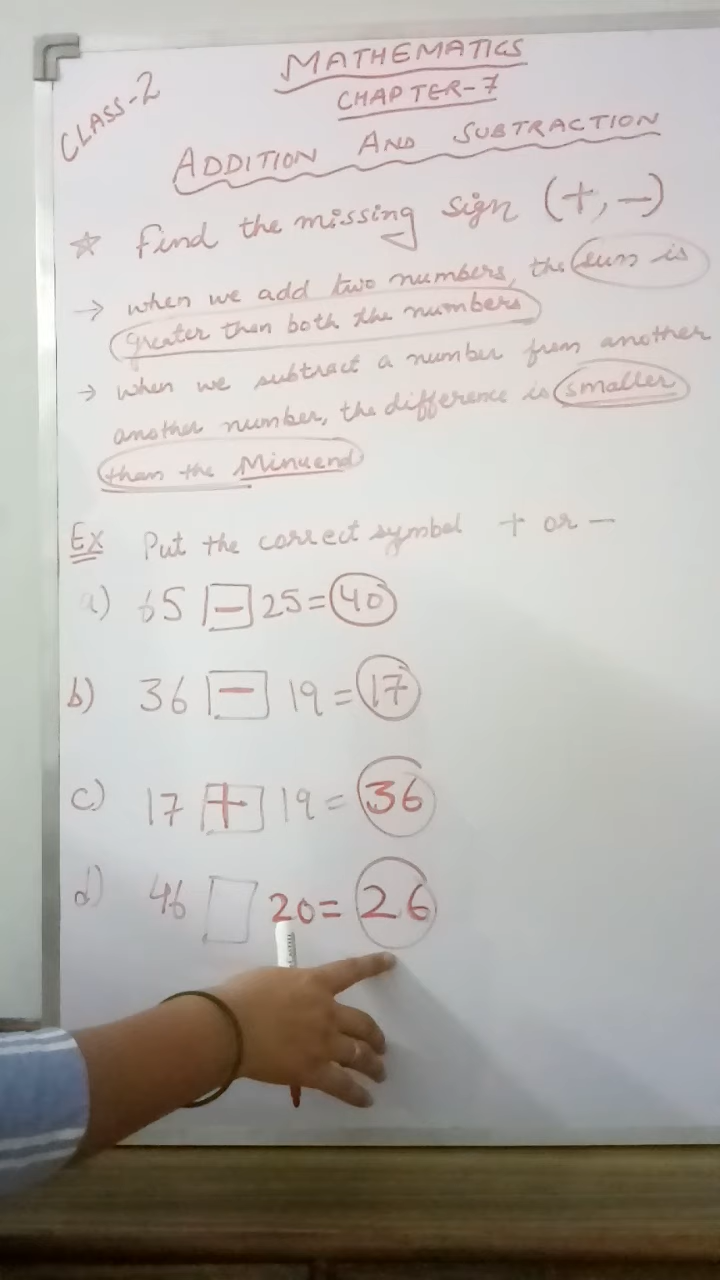 CLASS-2
MATHEMATICS
CHAPTER-7
ADDITION AND SUBTRACTION
☆ Find the missing sign (+, -)
→ when we add two numbers, the sum is
greater then both the numbers
→ when we subtract a number from another
another number, the difference is smaller
than the Minuend
Ex Put the correct symbol + or -
a) 65 - 25 = 40
b) 36 - 19 = 17
c) 17 + 19 = 36
d) 46 □ 20 = 26